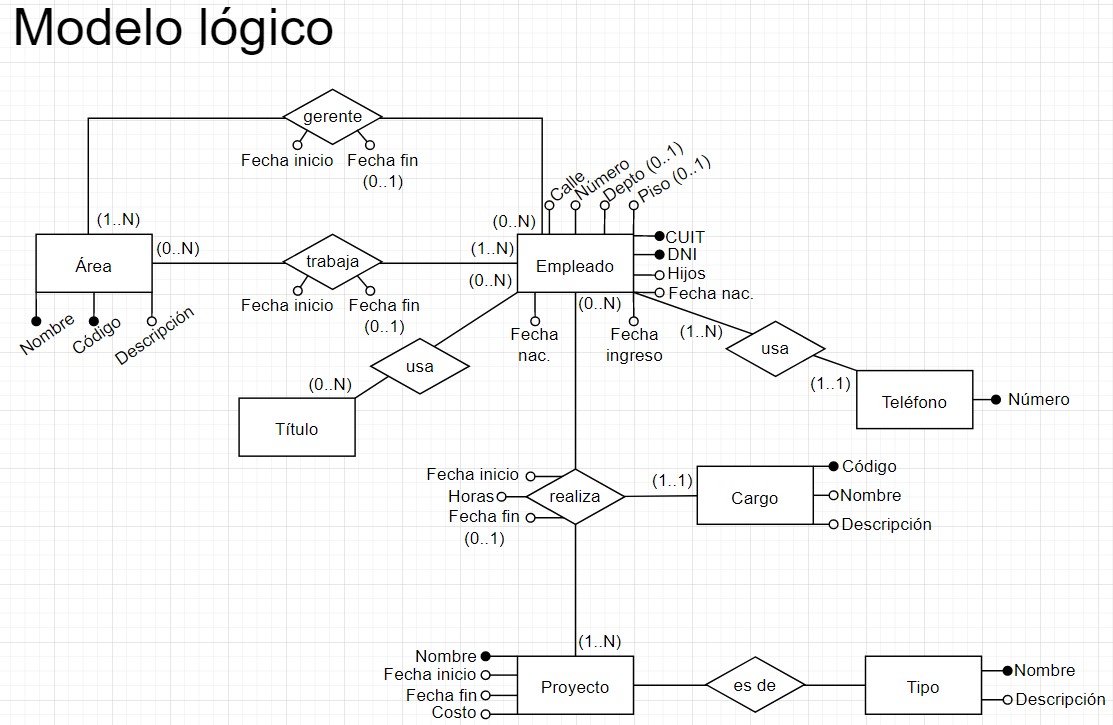 Modelo lógico
gerente
Fecha inicio
Fecha fin
(0..1)
(1..N)
(0..N)
Calle
Número
Depto (0..1)
Piso (0..1)
Área
(0..N)
trabaja
(1..N)
Fecha inicio
Fecha fin
(0..1)
Empleado
CUIT
DNI
Hijos
Fecha nac.
Nombre
Código
Descripción
(0..N)
(0..N)
Fecha
nac.
Fecha
ingreso
(1..N)
usa
(1..1)
Teléfono
Número
usa
(0..N)
Título
Fecha inicio
Horas
Fecha fin
(0..1)
realiza
(1..1)
Cargo
Código
Nombre
Descripción
(1..N)
Nombre
Fecha inicio
Fecha fin
Costo
Proyecto
es de
Tipo
Nombre
Descripción